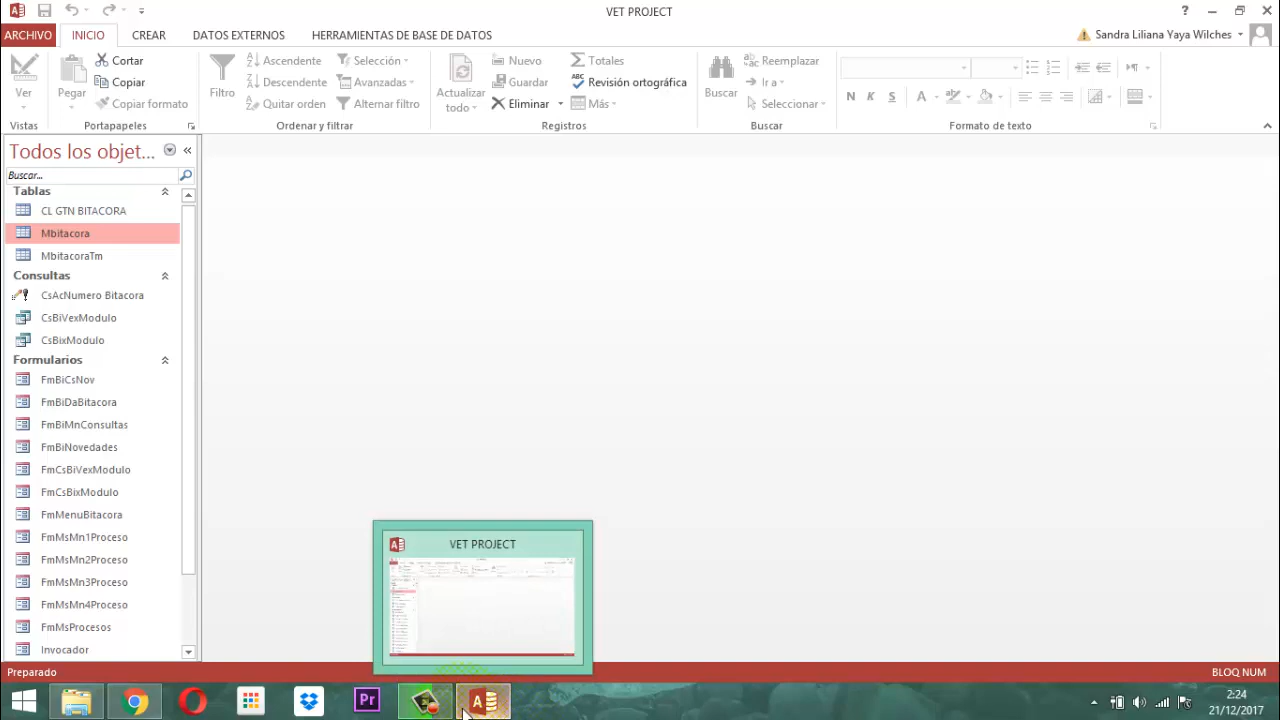 VET PROJECT
?
ARCHIVO INICIO CREAR DATOS EXTERNOS HERRAMIENTAS DE BASE DE DATOS
Sandra Liliana Yaya Wilches
Ver
Vistas
Pegar
Cortar
Copiar
Copiar formato
Portapapeles
Filtro
Ascendente
Descendente
Quitar orden
Selección
Avanzadas
Alternar filtro
Ordenar y filtrar
Actualizar
todo
Nuevo
Guardar
Eliminar
Totales
Revisión ortográfica
Más
Registros
Buscar
Reemplazar
Ir a
Seleccionar
Buscar
N K S A
Formato de texto
Todos los objet...
Buscar...
Tablas
CL GTN BITACORA
Mbitacora
MbitacoraTm
Consultas
CsAcNumero Bitacora
CsBiVexModulo
CsBixModulo
Formularios
FmBiCsNov
FmBiDaBitacora
FmBiMnConsultas
FmBiNovedades
FmCsBiVexModulo
FmCsBixModulo
FmMenuBitacora
FmMsMn1Proceso
FmMsMn2Proceso
FmMsMn3Proceso
FmMsMn4Proceso
FmMsProcesos
Invocador
VET PROJECT
Preparado
BLOQ NUM
Pr
2:24
21/12/2017